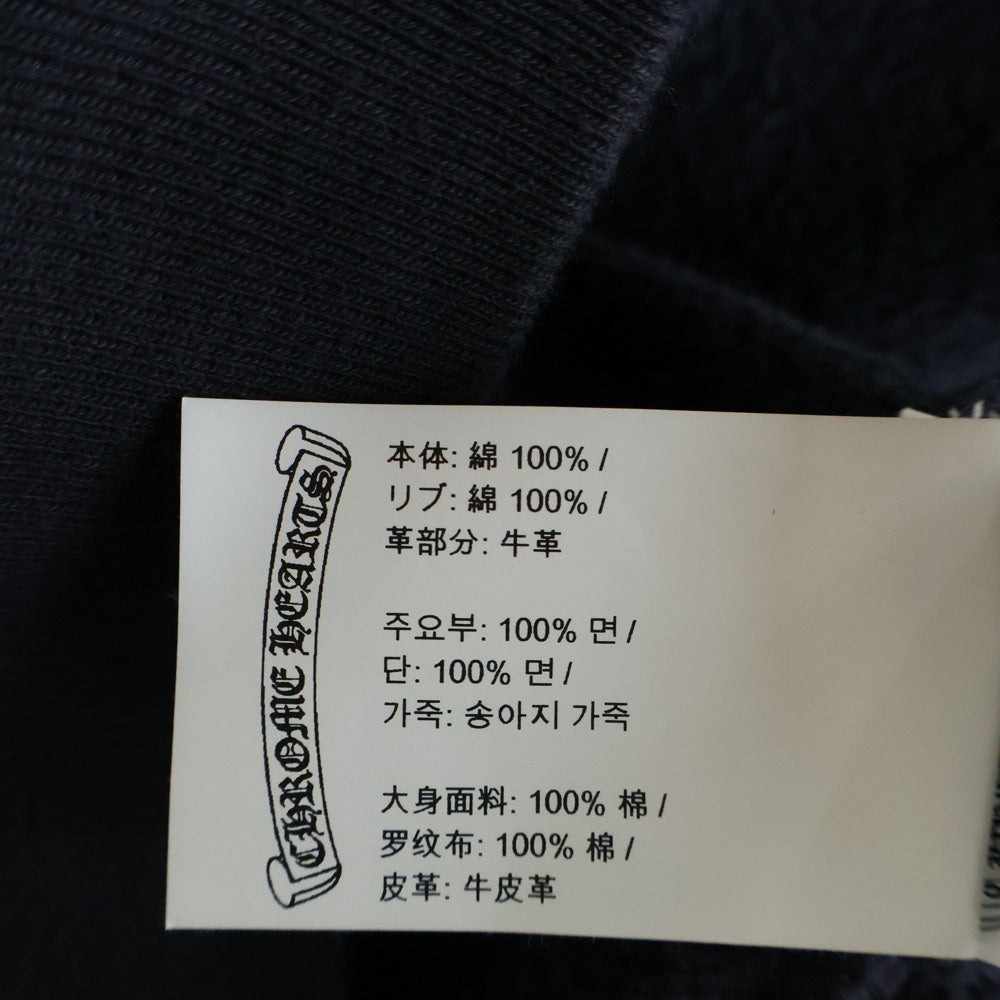 CHROME HEARTS
本体: 綿 100% /
リブ: 綿 100% /
革部分: 牛革
주요부: 100% 면 /
단: 100% 면 /
가죽: 송아지 가죽
大身面料: 100% 棉 /
罗纹布: 100% 棉 /
皮革: 牛皮革